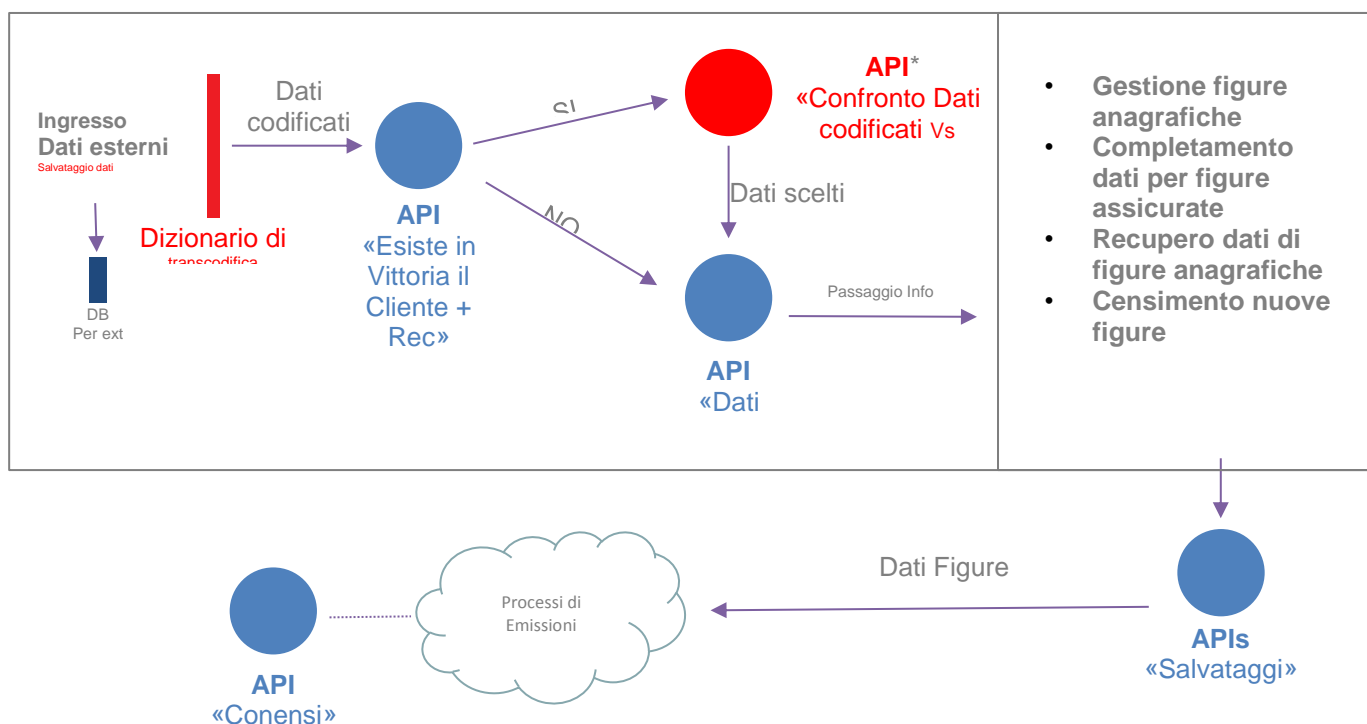 Ingresso
Dati esterni
Salvataggio dati
DB
Per ext
Dizionario di
transcodifica
Dati
codificati
API
«Esiste in
Vittoria il
Cliente +
Rec»
SI
NO
API*
«Confronto Dati
codificati Vs
Dati scelti
API
«Dati
Passaggio Info
• Gestione figure
anagrafiche
• Completamento
dati per figure
assicurate
• Recupero dati di
figure anagrafiche
• Censimento nuove
figure
APIs
«Salvataggi»
Dati Figure
Processi di
Emissioni
API
«Conensi»